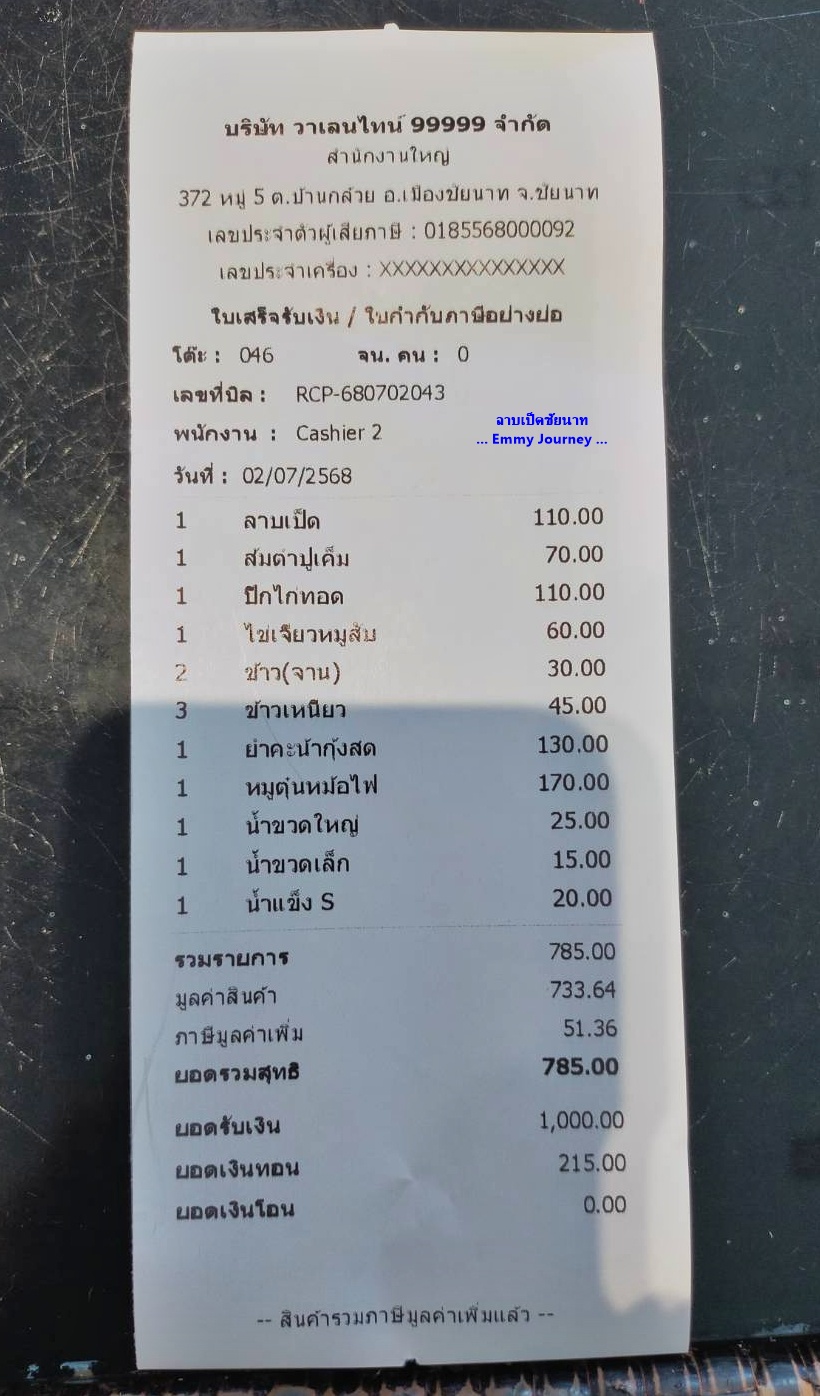 บริษัท วาเลนไทน์ 99999 จำกัด
สำนักงานใหญ่
372 หมู่ 5 ต.บ้านกล้วย อ.เมืองชัยนาท จ.ชัยนาท
เลขประจำตัวผู้เสียภาษี : 0185568000092
เลขประจำเครื่อง : XXXXXXXXXXXXXXX
ใบเสร็จรับเงิน / ใบกำกับภาษีอย่างย่อ
โต๊ะ : 046 จน. คน : 0
เลขที่บิล : RCP-680702043
พนักงาน : Cashier 2
ลาบเป็ดชัยนาท
... Emmy Journey ...
วันที่ : 02/07/2568
1 ลาบเป็ด 110.00
1 ส้มตำปูเค็ม 70.00
1 ปีกไก่ทอด 110.00
1 ไข่เจียวหมูส้ม 60.00
2 ข้าว(จาน) 30.00
3 ข้าวเหนียว 45.00
1 ยำคะน้ากุ้งสด 130.00
1 หมูตุ๋นหม้อไฟ 170.00
1 น้ำขวดใหญ่ 25.00
1 น้ำขวดเล็ก 15.00
1 น้ำแข็ง S 20.00
รวมรายการ 785.00
มูลค่าสินค้า 733.64
ภาษีมูลค่าเพิ่ม 51.36
ยอดรวมสุทธิ 785.00
ยอดรับเงิน 1,000.00
ยอดเงินทอน 215.00
ยอดเงินโอน 0.00
-- สินค้ารวมภาษีมูลค่าเพิ่มแล้ว --